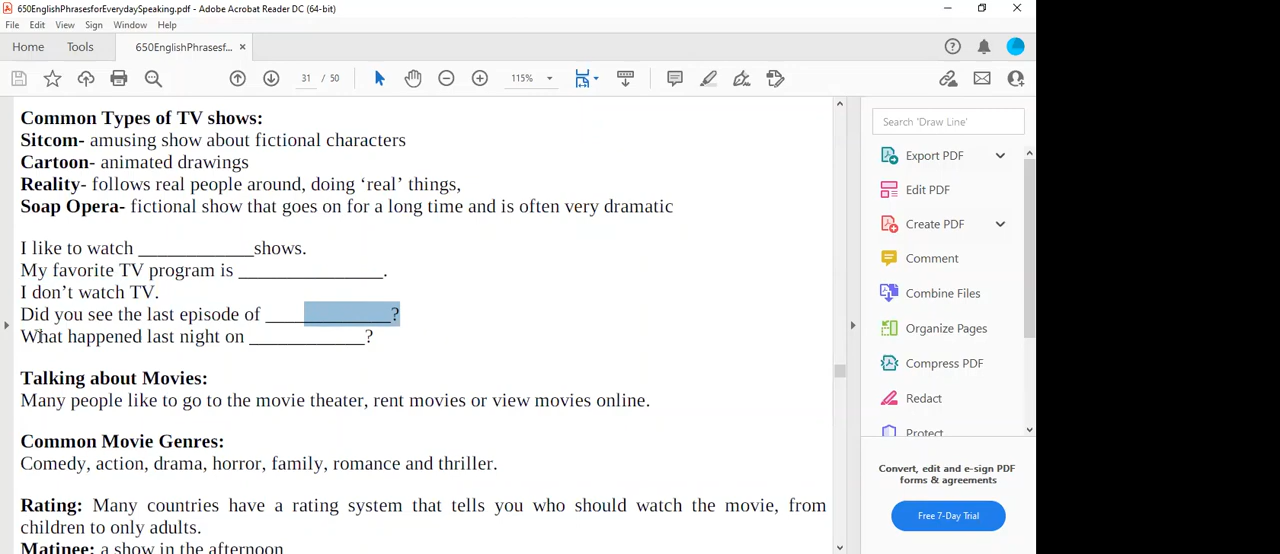 650EnglishPhrasesforEverydaySpeaking.pdf - Adobe Acrobat Reader DC (64-bit)
File Edit View Sign Window Help
Home Tools 650EnglishPhrasesf... ×
31 / 50 115%
Common Types of TV shows:
Sitcom- amusing show about fictional characters
Cartoon- animated drawings
Reality- follows real people around, doing ‘real’ things,
Soap Opera- fictional show that goes on for a long time and is often very dramatic
I like to watch ____________shows.
My favorite TV program is _______________.
I don’t watch TV.
Did you see the last episode of _____________?
What happened last night on ____________?
Talking about Movies:
Many people like to go to the movie theater, rent movies or view movies online.
Common Movie Genres:
Comedy, action, drama, horror, family, romance and thriller.
Rating: Many countries have a rating system that tells you who should watch the movie, from
children to only adults.
Matinee: a show in the afternoon
Search 'Draw Line'
Export PDF
Edit PDF
Create PDF
Comment
Combine Files
Organize Pages
Compress PDF
Redact
Protect
Convert, edit and e-sign PDF
forms & agreements
Free 7-Day Trial